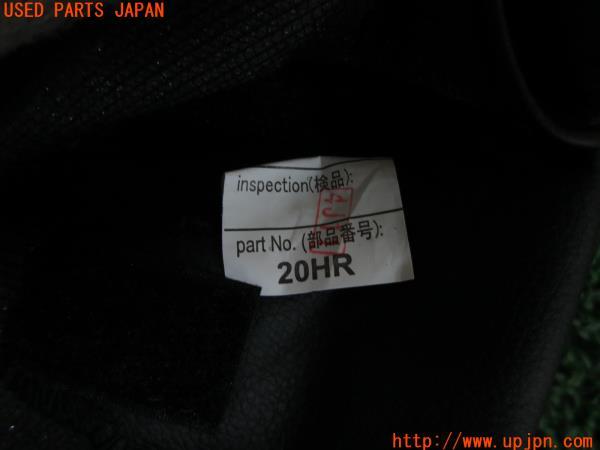 USED PARTS JAPAN
inspection(検品):
part No. (部品番号):
20HR
http://www.upjpn.com/